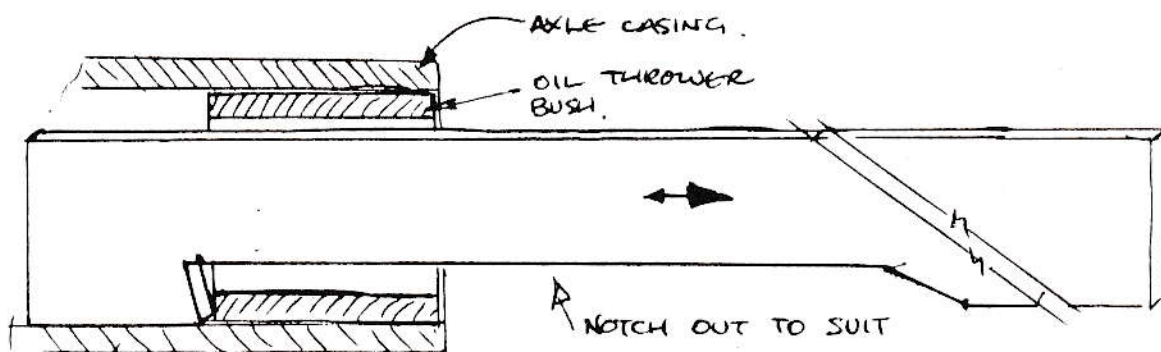 AXLE CASING.
OIL THROWER
BUSH.
NOTCH OUT TO SUIT